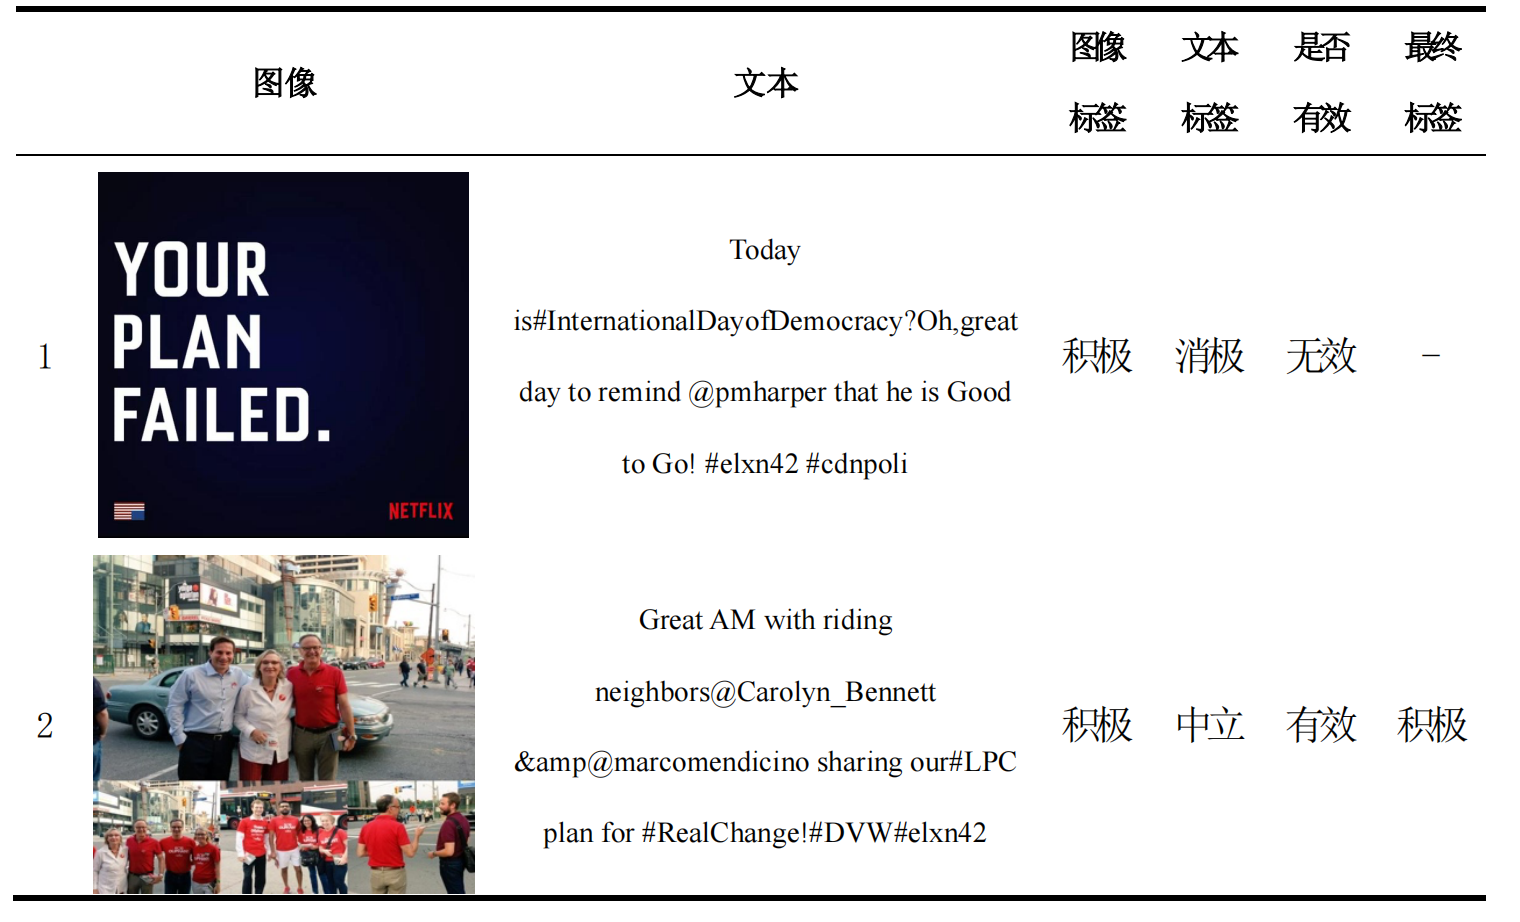 图像 文本 图像标签 文本标签 是否有效 最终标签
1
YOUR
PLAN
FAILED.
NETFLIX
Today
is#InternationalDayofDemocracy?Oh,great
day to remind @pmharper that he is Good
to Go! #elxn42 #cdnpoli
积极 消极 无效 –
2
Great AM with riding
neighbors@Carolyn_Bennett
&amp@marcomendicino sharing our#LPC
plan for #RealChange!#DVW#elxn42
积极 中立 有效 积极